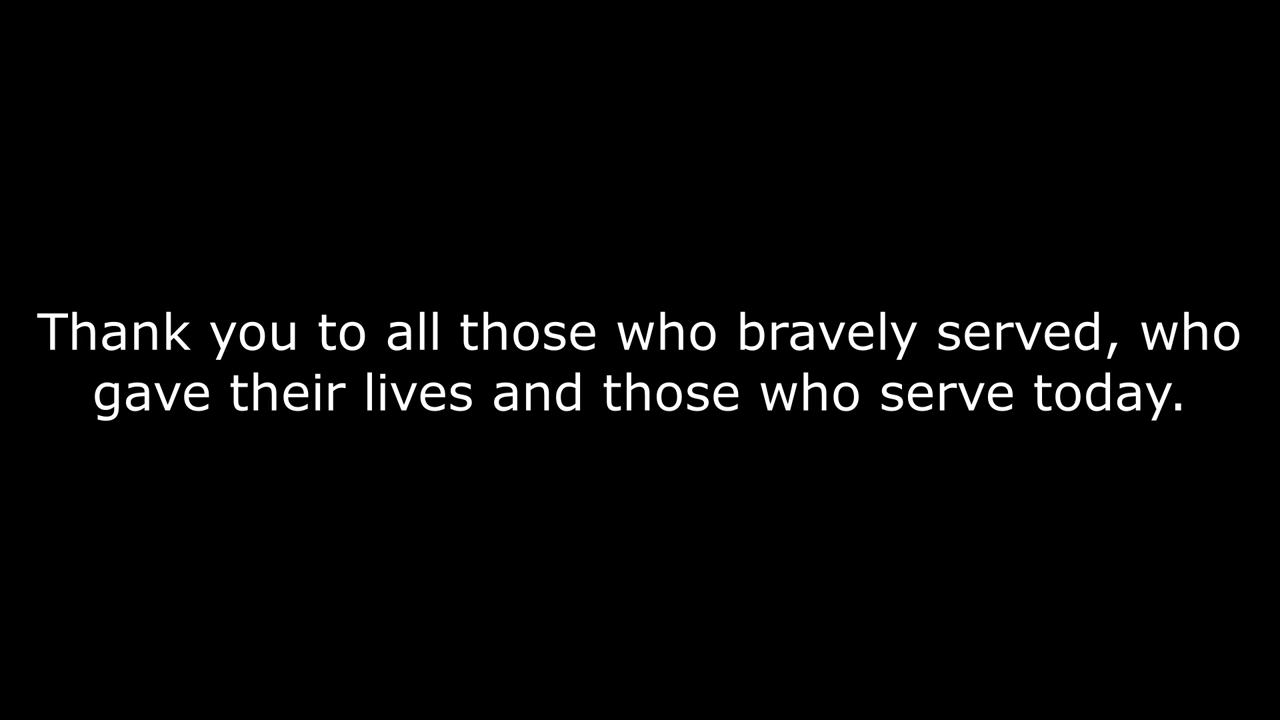 Thank you to all those who bravely served, who
gave their lives and those who serve today.